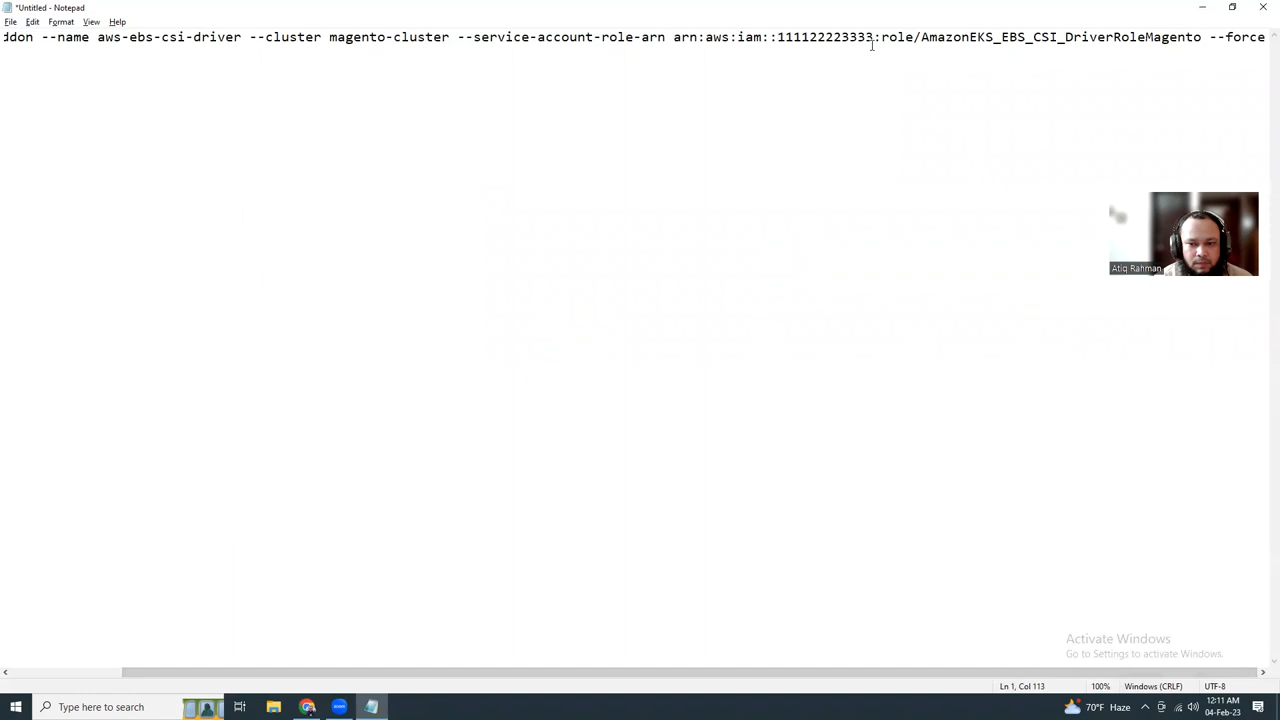 *Untitled - Notepad
File Edit Format View Help
ddon --name aws-ebs-csi-driver --cluster magento-cluster --service-account-role-arn arn:aws:iam::111122223333:role/AmazonEKS_EBS_CSI_DriverRoleMagento --force
Atiq Rahman
Activate Windows
Go to Settings to activate Windows.
Ln 1, Col 113 100% Windows (CRLF) UTF-8
Type here to search
zoom
70°F Haze
12:11 AM
04-Feb-23